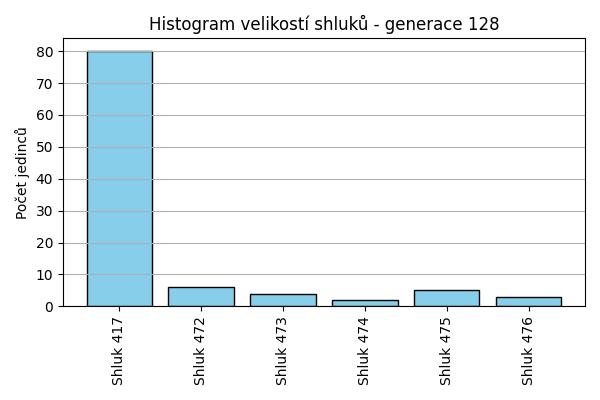 Histogram velikostí shluků - generace 128
Počet jedinců
80
70
60
50
40
30
20
10
0
Shluk 417
Shluk 472
Shluk 473
Shluk 474
Shluk 475
Shluk 476